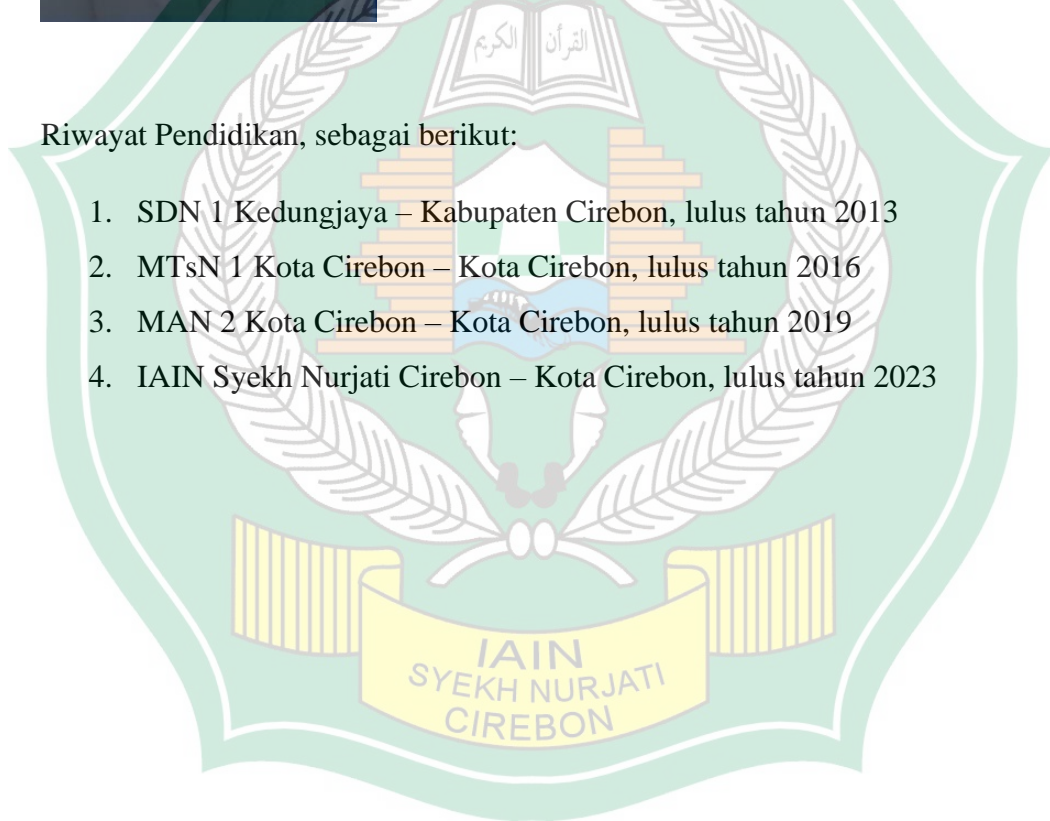 القرآن الكريم
Riwayat Pendidikan, sebagai berikut:
1. SDN 1 Kedungjaya – Kabupaten Cirebon, lulus tahun 2013
2. MTsN 1 Kota Cirebon – Kota Cirebon, lulus tahun 2016
3. MAN 2 Kota Cirebon – Kota Cirebon, lulus tahun 2019
4. IAIN Syekh Nurjati Cirebon – Kota Cirebon, lulus tahun 2023
IAIN
SYEKH NURJATI
CIREBON